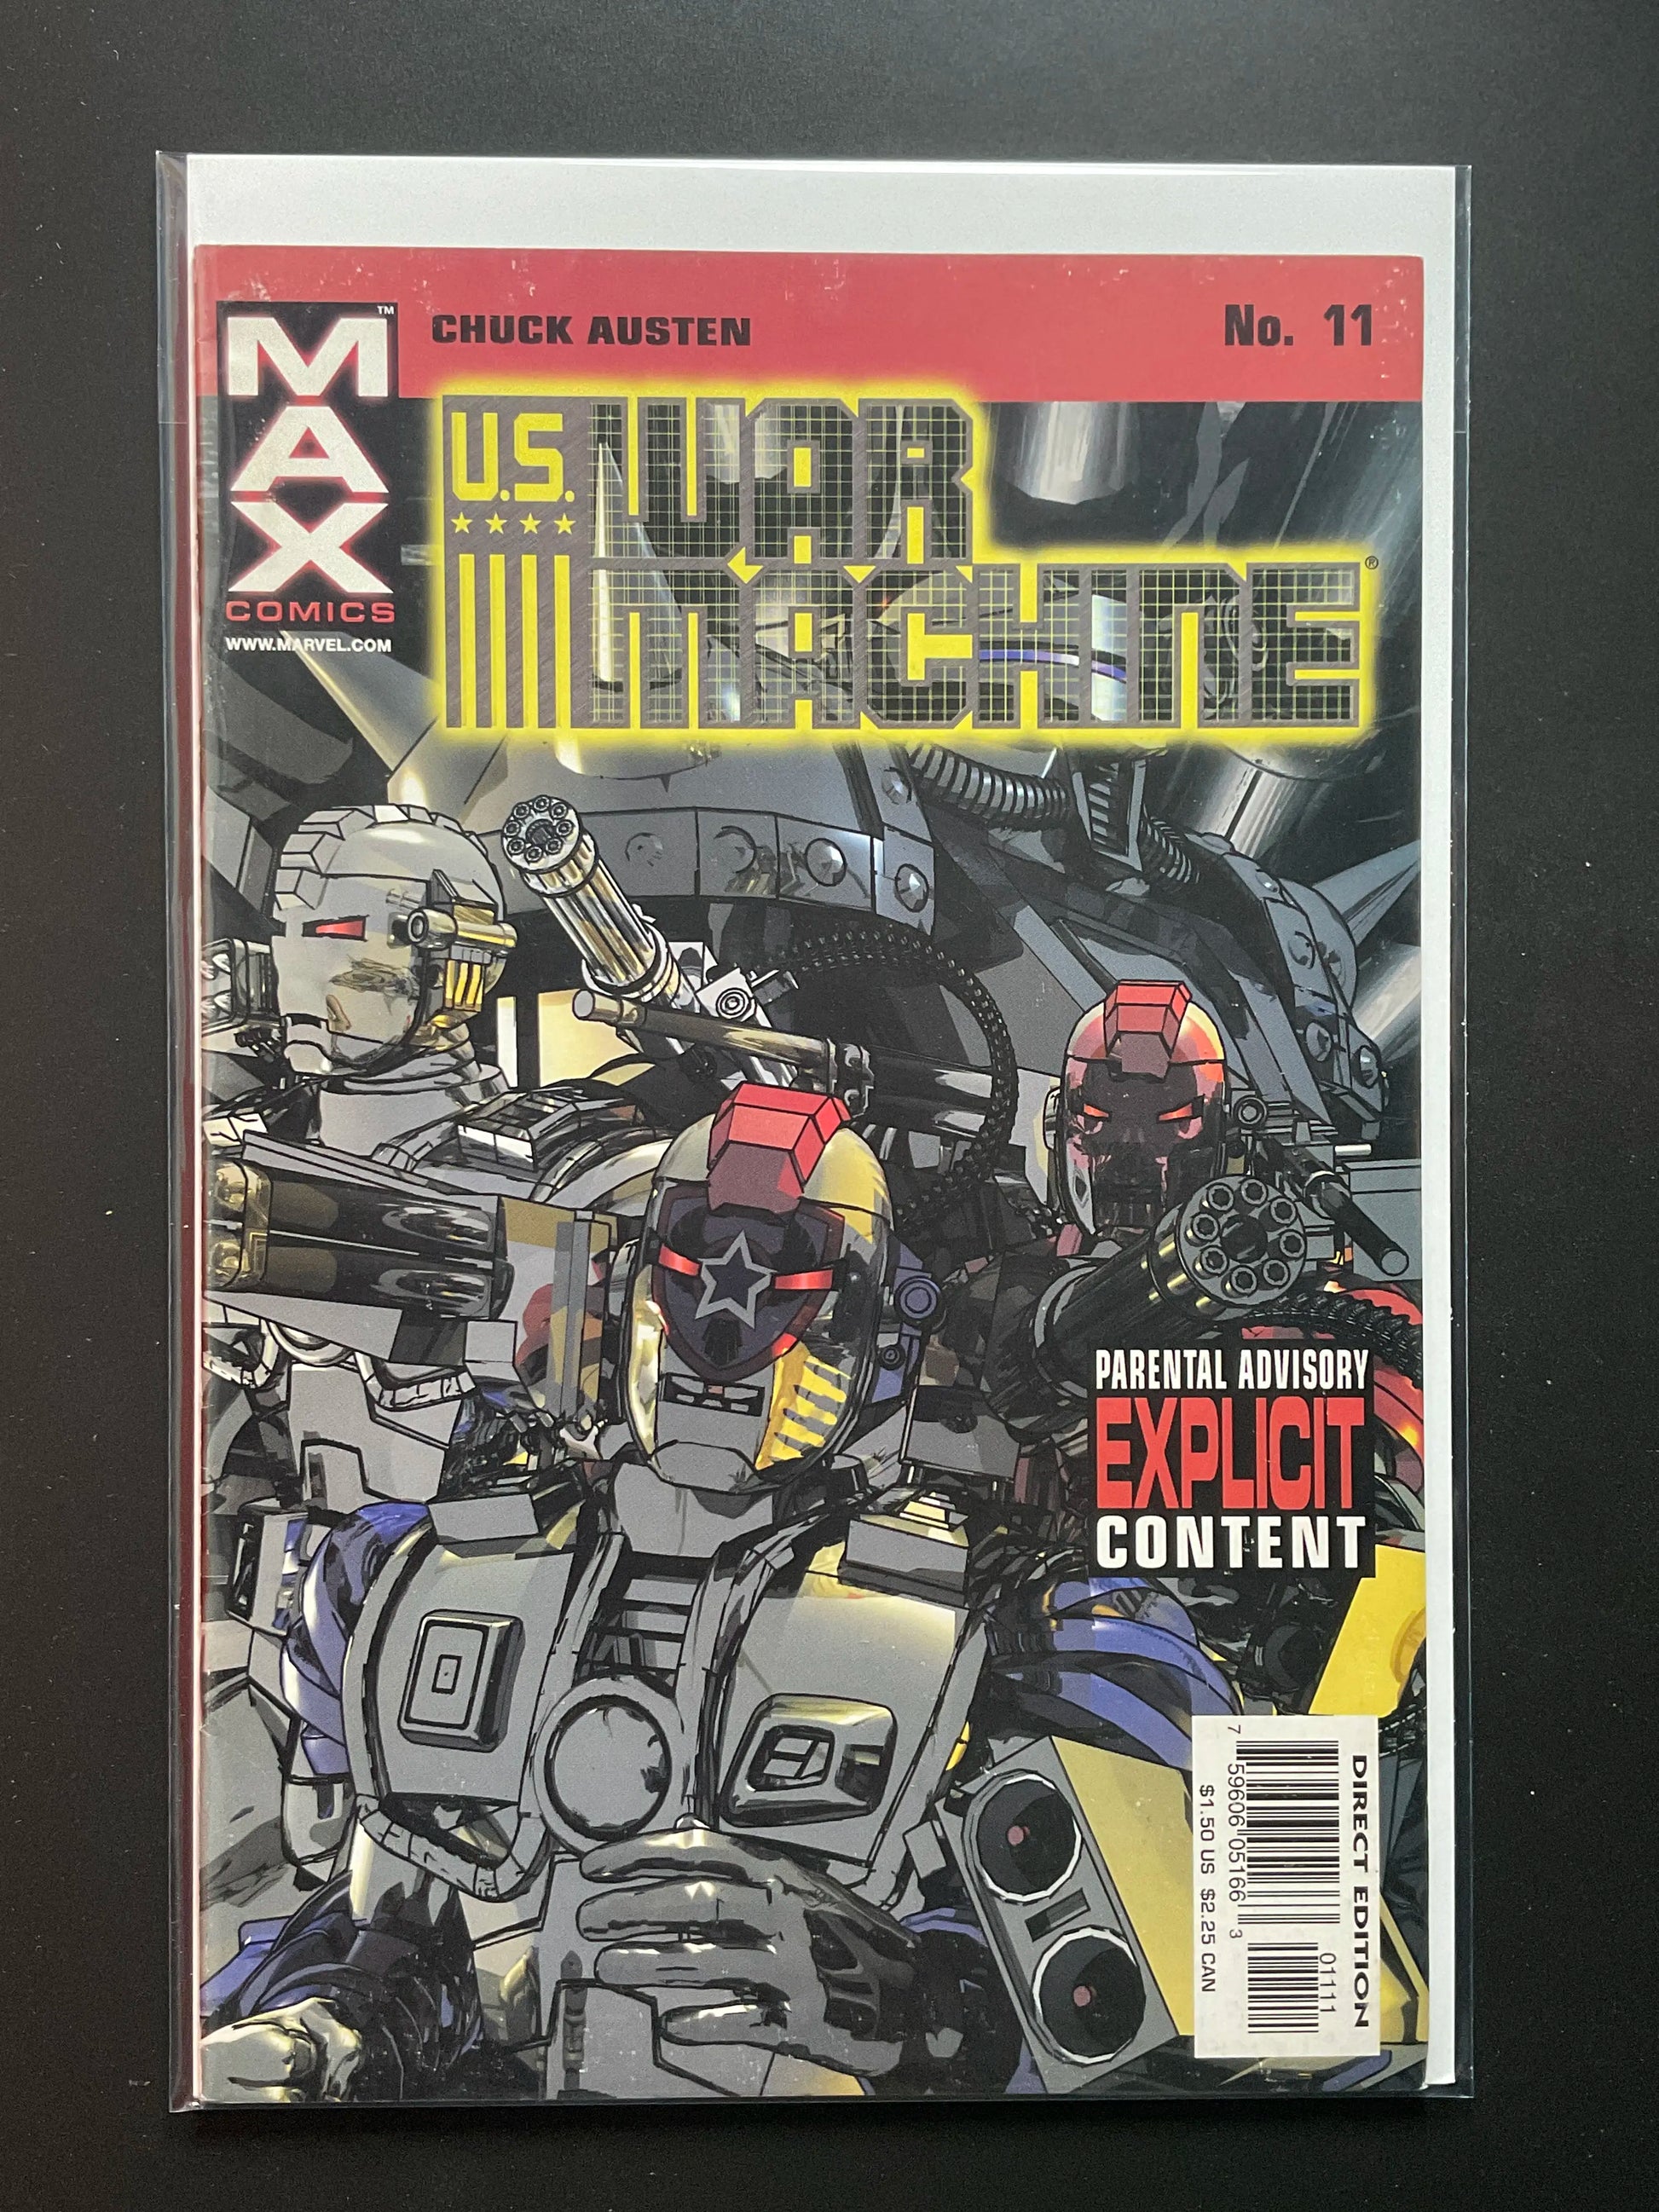 MAX™
COMICS
WWW.MARVEL.COM
CHUCK AUSTEN
No. 11
U.S. WAR
MACHINE®
PARENTAL ADVISORY
EXPLICIT
CONTENT
DIRECT EDITION
01111
7 59606 05166 3
$1.50 US $2.25 CAN